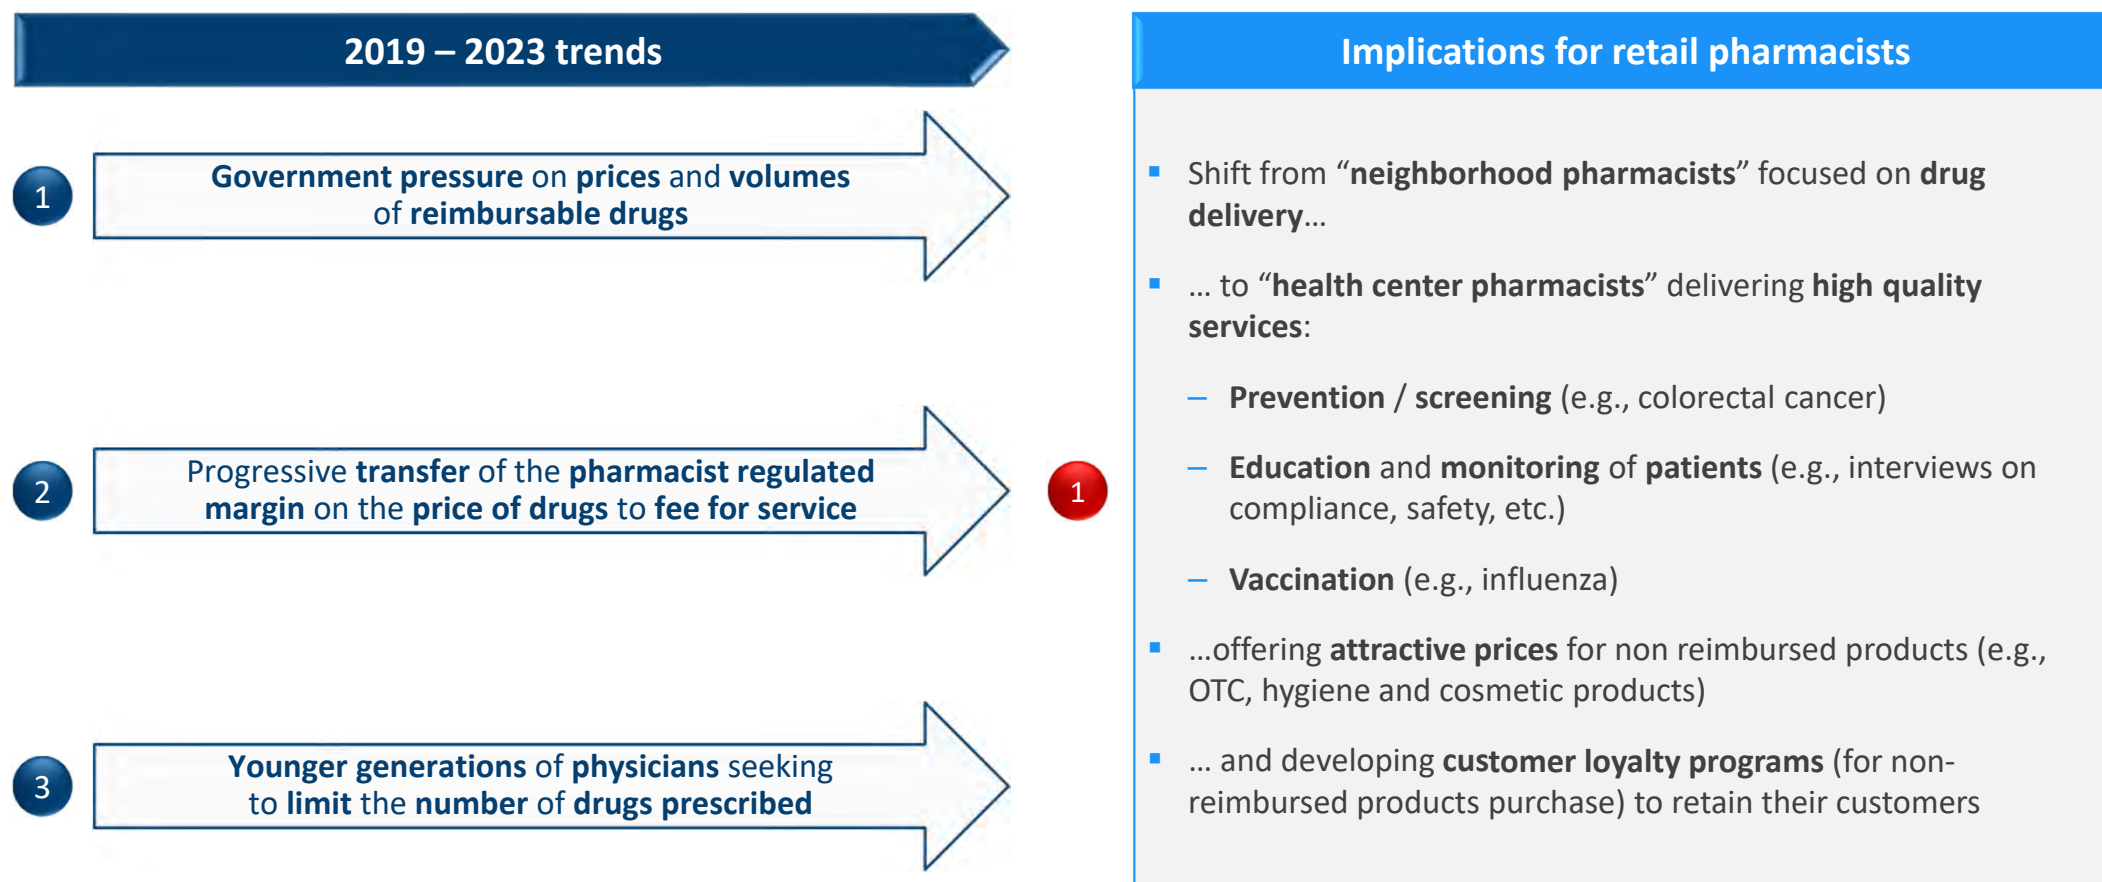 2019 – 2023 trends
1
Government pressure on prices and volumes
of reimbursable drugs
2
Progressive transfer of the pharmacist regulated
margin on the price of drugs to fee for service
3
Younger generations of physicians seeking
to limit the number of drugs prescribed
1
Implications for retail pharmacists
▪ Shift from “neighborhood pharmacists” focused on drug
delivery…
▪ … to “health center pharmacists” delivering high quality
services:
– Prevention / screening (e.g., colorectal cancer)
– Education and monitoring of patients (e.g., interviews on
compliance, safety, etc.)
– Vaccination (e.g., influenza)
▪ …offering attractive prices for non reimbursed products (e.g.,
OTC, hygiene and cosmetic products)
▪ … and developing customer loyalty programs (for non-
reimbursed products purchase) to retain their customers